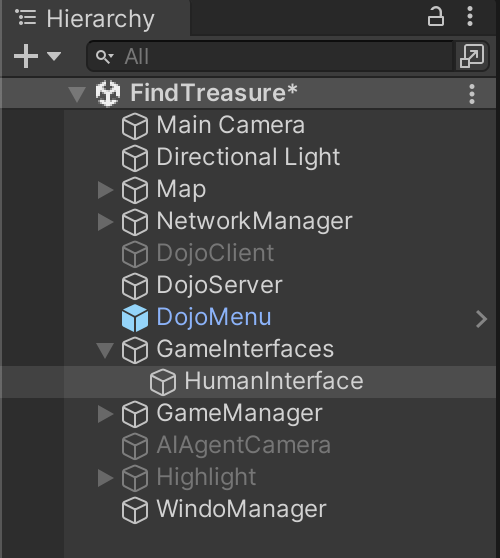 Hierarchy
All
FindTreasure*
Main Camera
Directional Light
Map
NetworkManager
DojoClient
DojoServer
DojoMenu
GameInterfaces
HumanInterface
GameManager
AIAgentCamera
Highlight
WindoManager